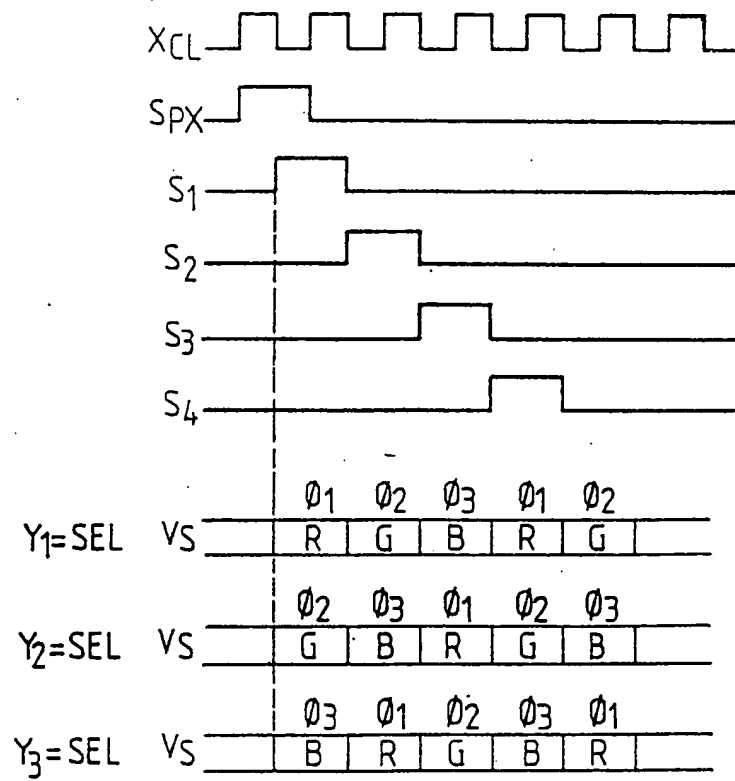 XCL
SPX
S1
S2
S3
S4
Ø1 Ø2 Ø3 Ø1 Ø2
Y1=SEL VS R G B R G
Ø2 Ø3 Ø1 Ø2 Ø3
Y2=SEL VS G B R G B
Ø3 Ø1 Ø2 Ø3 Ø1
Y3=SEL VS B R G B R